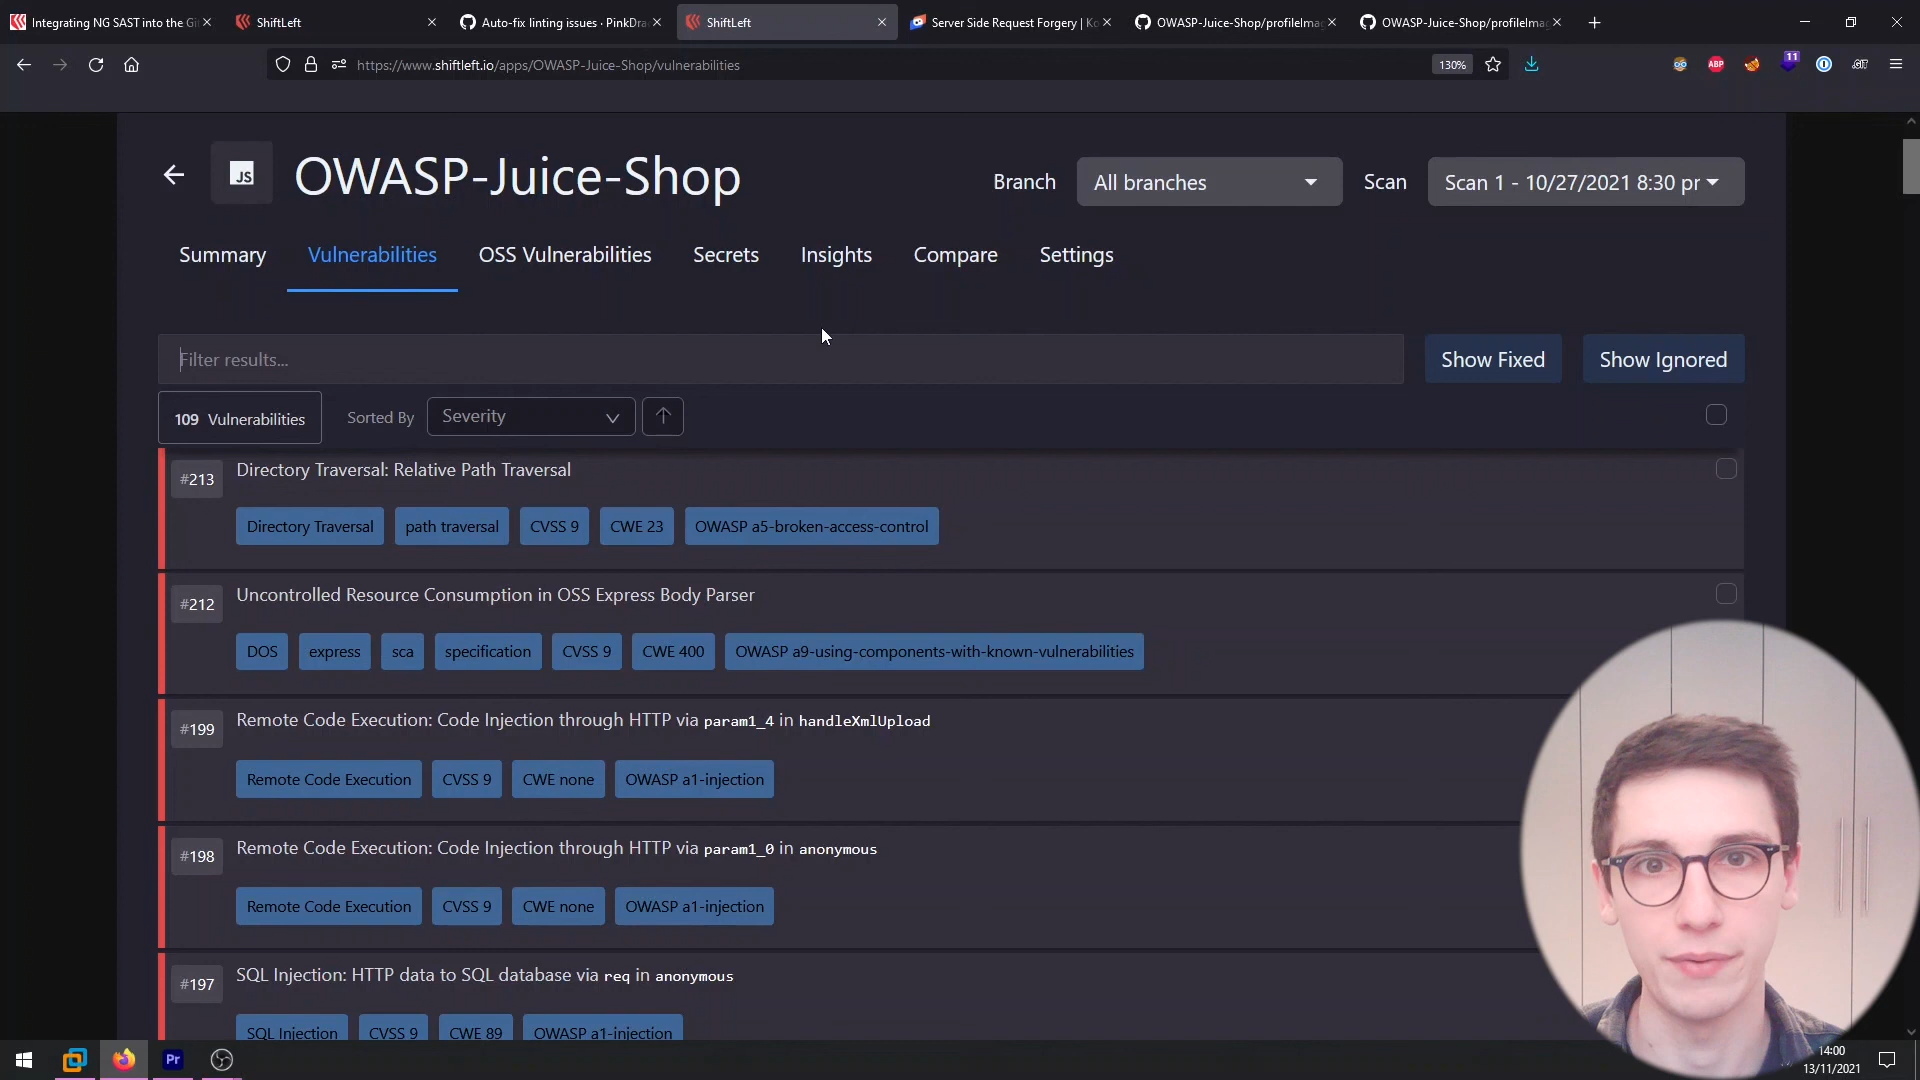 Integrating NG SAST into the Gi
ShiftLeft
Auto-fix linting issues · PinkDra
ShiftLeft
Server Side Request Forgery | Ko
OWASP-Juice-Shop/profileImag
OWASP-Juice-Shop/profileImag
https://www.shiftleft.io/apps/OWASP-Juice-Shop/vulnerabilities
130%
ABP
11
JS
OWASP-Juice-Shop
Branch
All branches
Scan
Scan 1 - 10/27/2021 8:30 pr
Summary
Vulnerabilities
OSS Vulnerabilities
Secrets
Insights
Compare
Settings
Filter results...
Show Fixed
Show Ignored
109 Vulnerabilities
Sorted By
Severity
#213
Directory Traversal: Relative Path Traversal
Directory Traversal
path traversal
CVSS 9
CWE 23
OWASP a5-broken-access-control
#212
Uncontrolled Resource Consumption in OSS Express Body Parser
DOS
express
sca
specification
CVSS 9
CWE 400
OWASP a9-using-components-with-known-vulnerabilities
#199
Remote Code Execution: Code Injection through HTTP via param1_4 in handleXmlUpload
Remote Code Execution
CVSS 9
CWE none
OWASP a1-injection
#198
Remote Code Execution: Code Injection through HTTP via param1_0 in anonymous
Remote Code Execution
CVSS 9
CWE none
OWASP a1-injection
#197
SQL Injection: HTTP data to SQL database via req in anonymous
SQL Injection
CVSS 9
CWE 89
OWASP a1-injection
Pr
14:00
13/11/2021